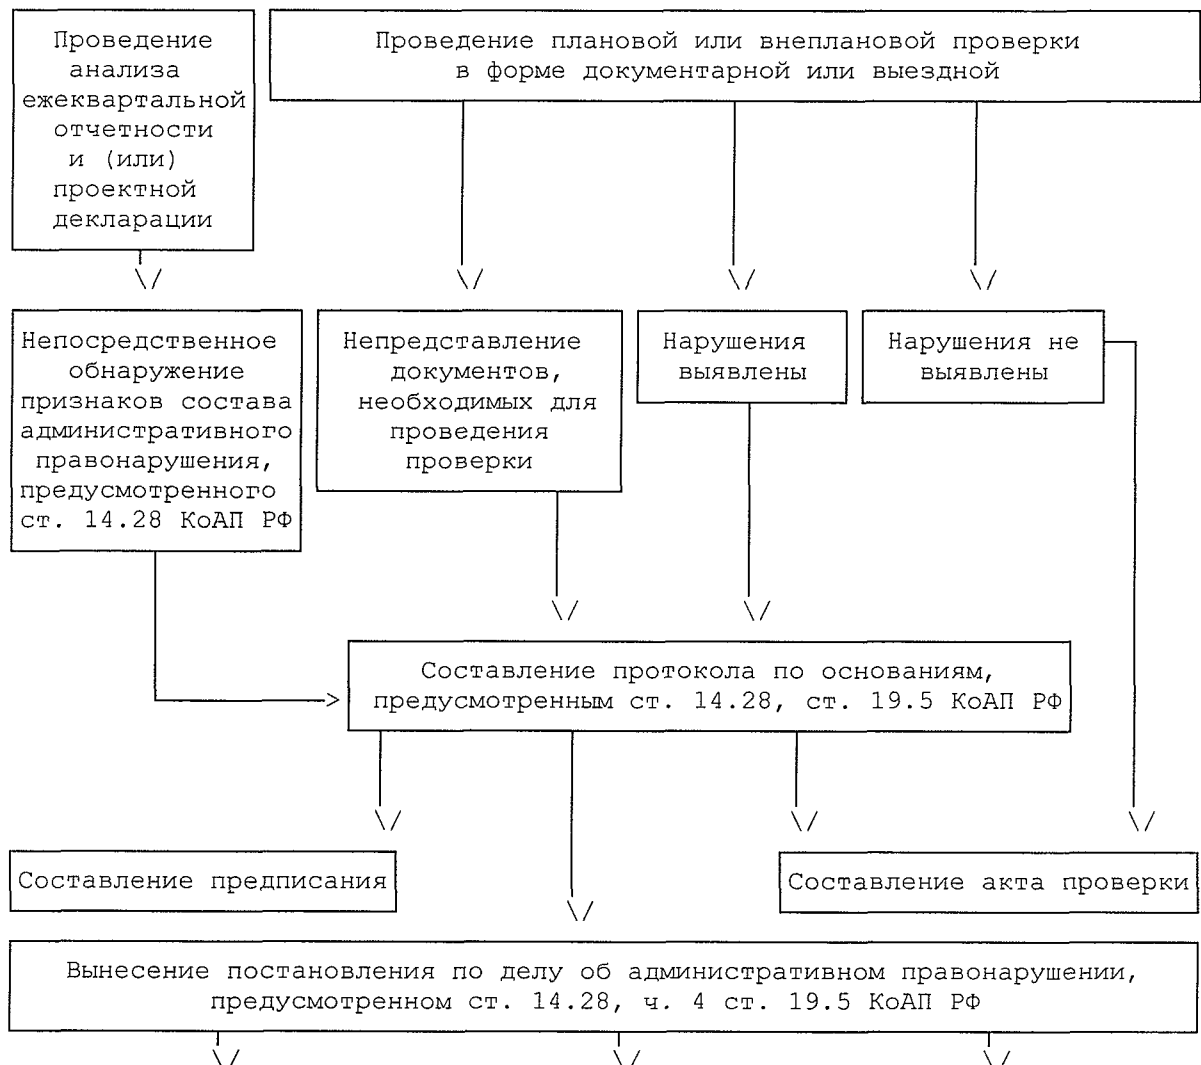 Проведение
анализа
ежеквартальной
отчетности
и (или)
проектной
декларации
Проведение плановой или внеплановой проверки
в форме документарной или выездной
Непосредственное
обнаружение
признаков состава
административного
правонарушения,
предусмотренного
ст. 14.28 КоАП РФ
Непредставление
документов,
необходимых для
проведения
проверки
Нарушения
выявлены
Нарушения не
выявлены
Составление протокола по основаниям,
предусмотренным ст. 14.28, ст. 19.5 КоАП РФ
Составление предписания
Составление акта проверки
Вынесение постановления по делу об административном правонарушении,
предусмотренном ст. 14.28, ч. 4 ст. 19.5 КоАП РФ